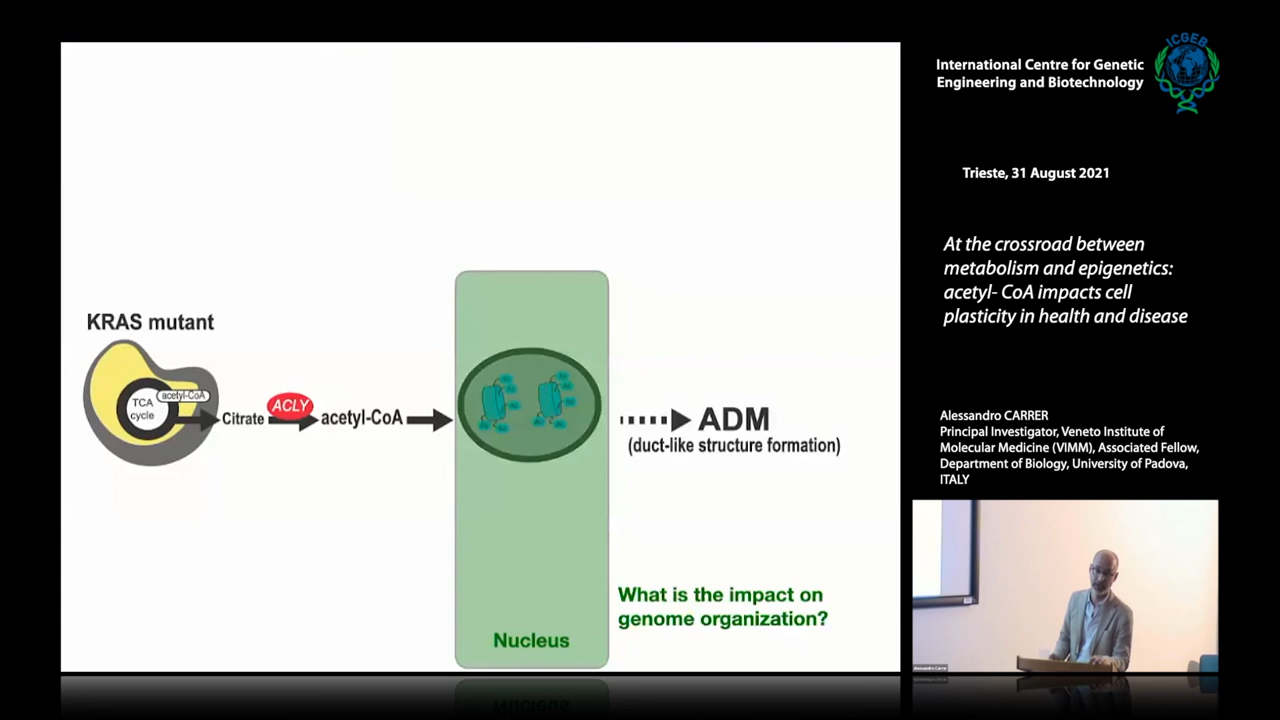 KRAS mutant
TCA
cycle
acetyl-CoA
Citrate
ACLY
acetyl-CoA
ADM
(duct-like structure formation)
What is the impact on
genome organization?
Nucleus
International Centre for Genetic
Engineering and Biotechnology
ICGEB
Trieste, 31 August 2021
At the crossroad between
metabolism and epigenetics:
acetyl- CoA impacts cell
plasticity in health and disease
Alessandro CARRER
Principal Investigator, Veneto Institute of
Molecular Medicine (VIMM), Associated Fellow,
Department of Biology, University of Padova,
ITALY
Alessandro Carrer